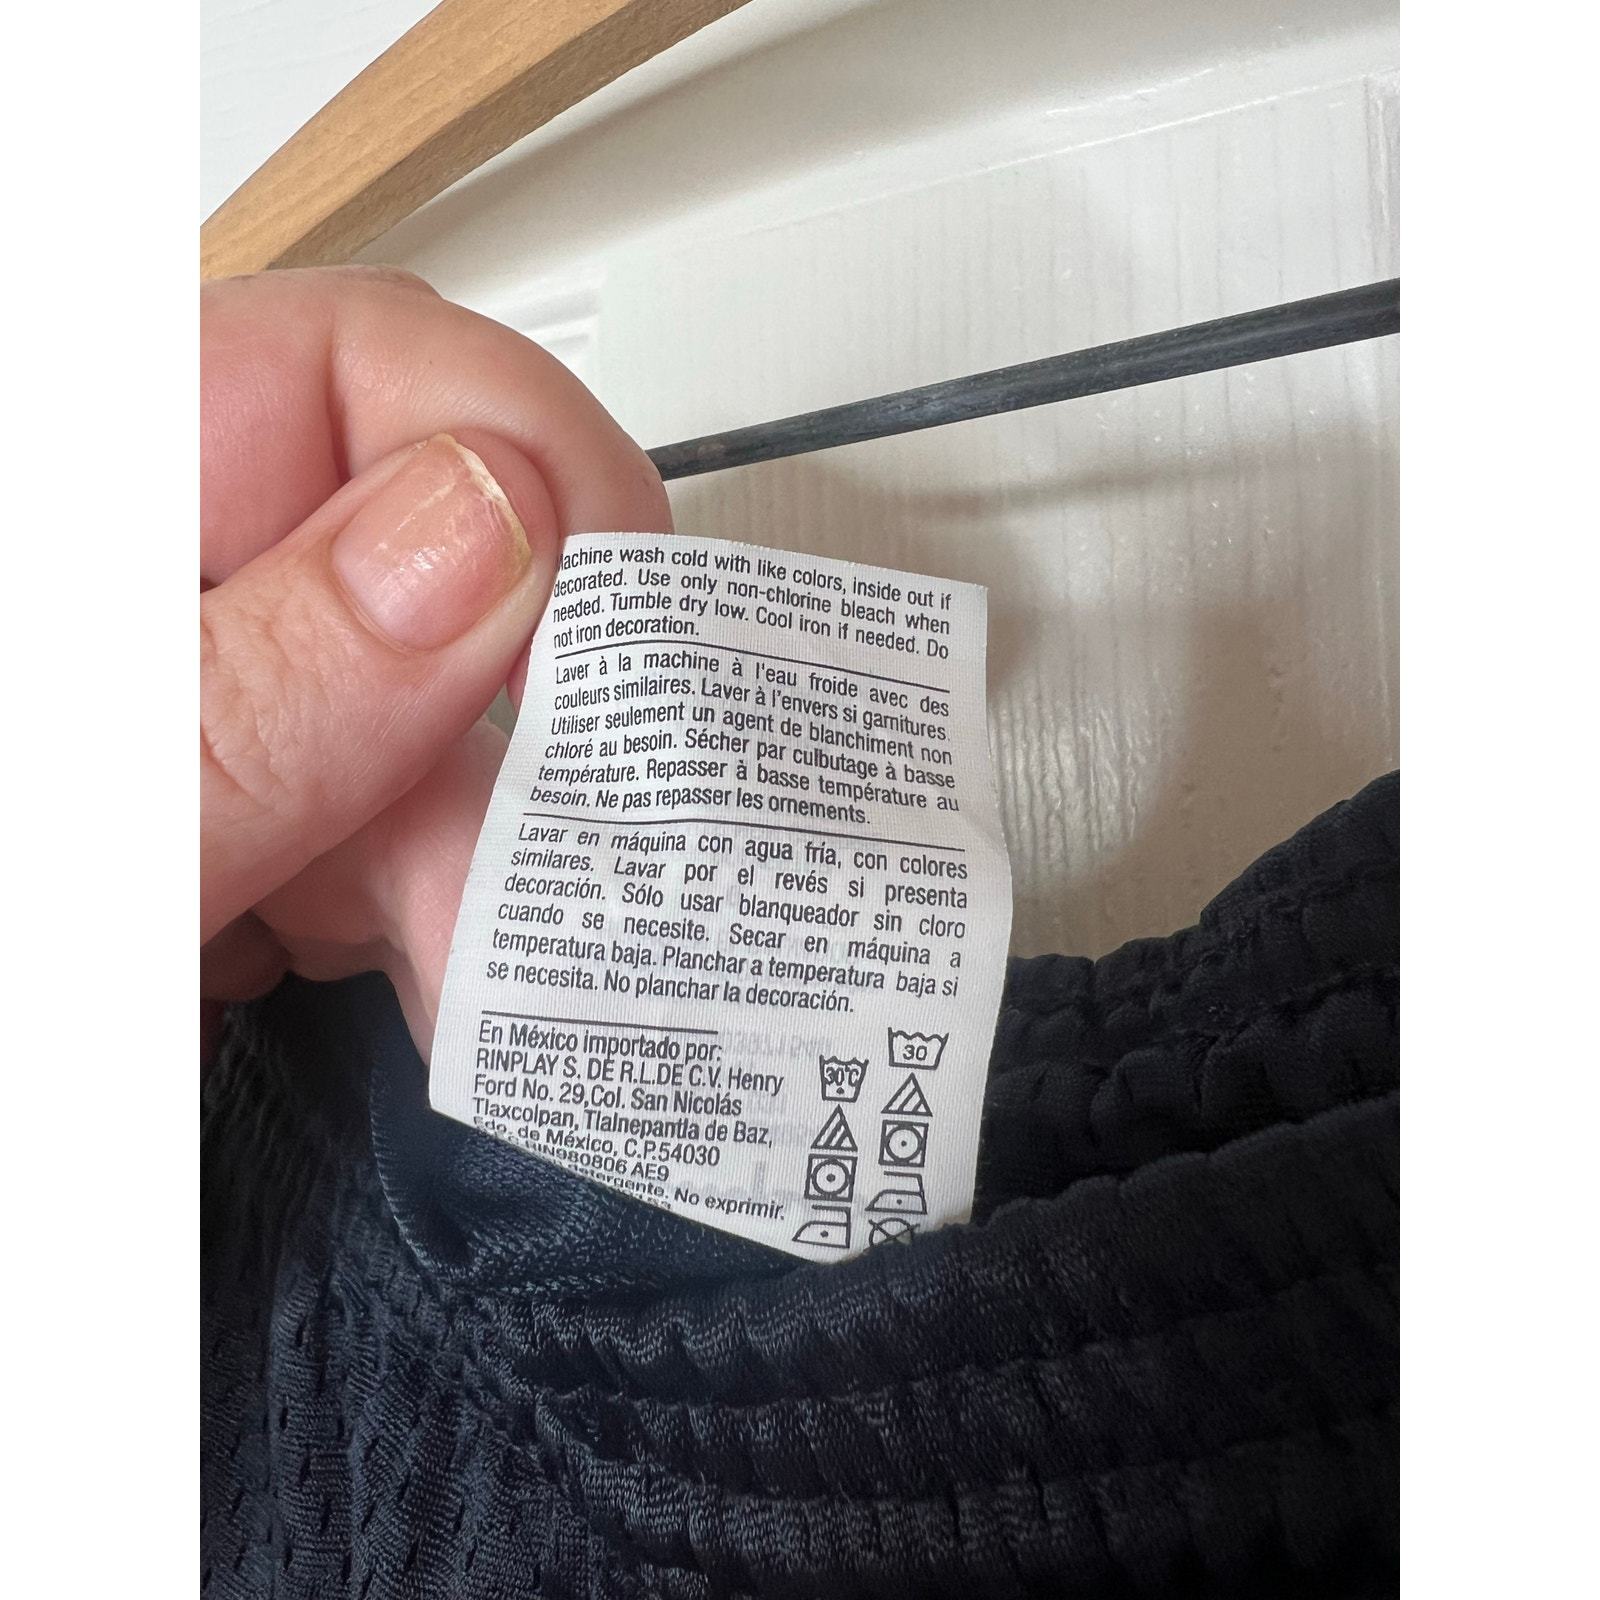 Machine wash cold with like colors, inside out if
decorated. Use only non-chlorine bleach when
needed. Tumble dry low. Cool iron if needed. Do
not iron decoration.
Laver à la machine à l'eau froide avec des
couleurs similaires. Laver à l'envers si garnitures.
Utiliser seulement un agent de blanchiment non
chloré au besoin. Sécher par culbutage à basse
température. Repasser à basse température au
besoin. Ne pas repasser les ornements.
Lavar en máquina con agua fría, con colores
similares. Lavar por el revés si presenta
decoración. Sólo usar blanqueador sin cloro
cuando se necesite. Secar en máquina a
temperatura baja. Planchar a temperatura baja si
se necesita. No planchar la decoración.
En México importado por:
RINPLAY S. DE R.L.DE C.V. Henry
Ford No. 29,Col. San Nicolás
Tlaxcolpan, Tlalnepantla de Baz,
Edo. de México, C.P.54030
980806 AE9
detergente. No exprimir.
30
30°C